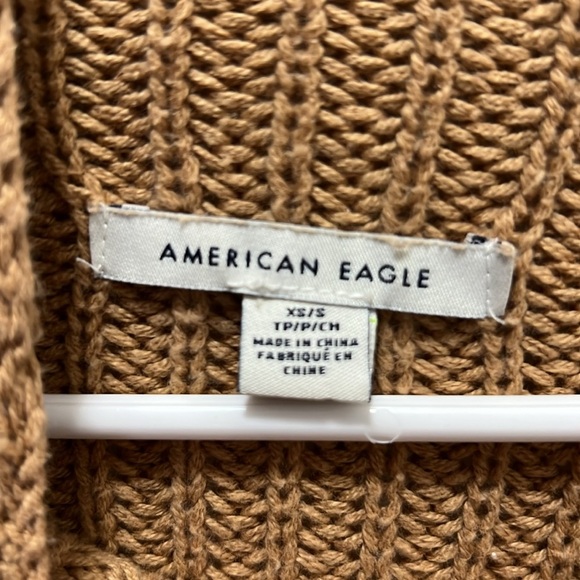 AMERICAN EAGLE
XS/S
TP/P/CH
MADE IN CHINA
FABRIQUÉ EN
CHINE